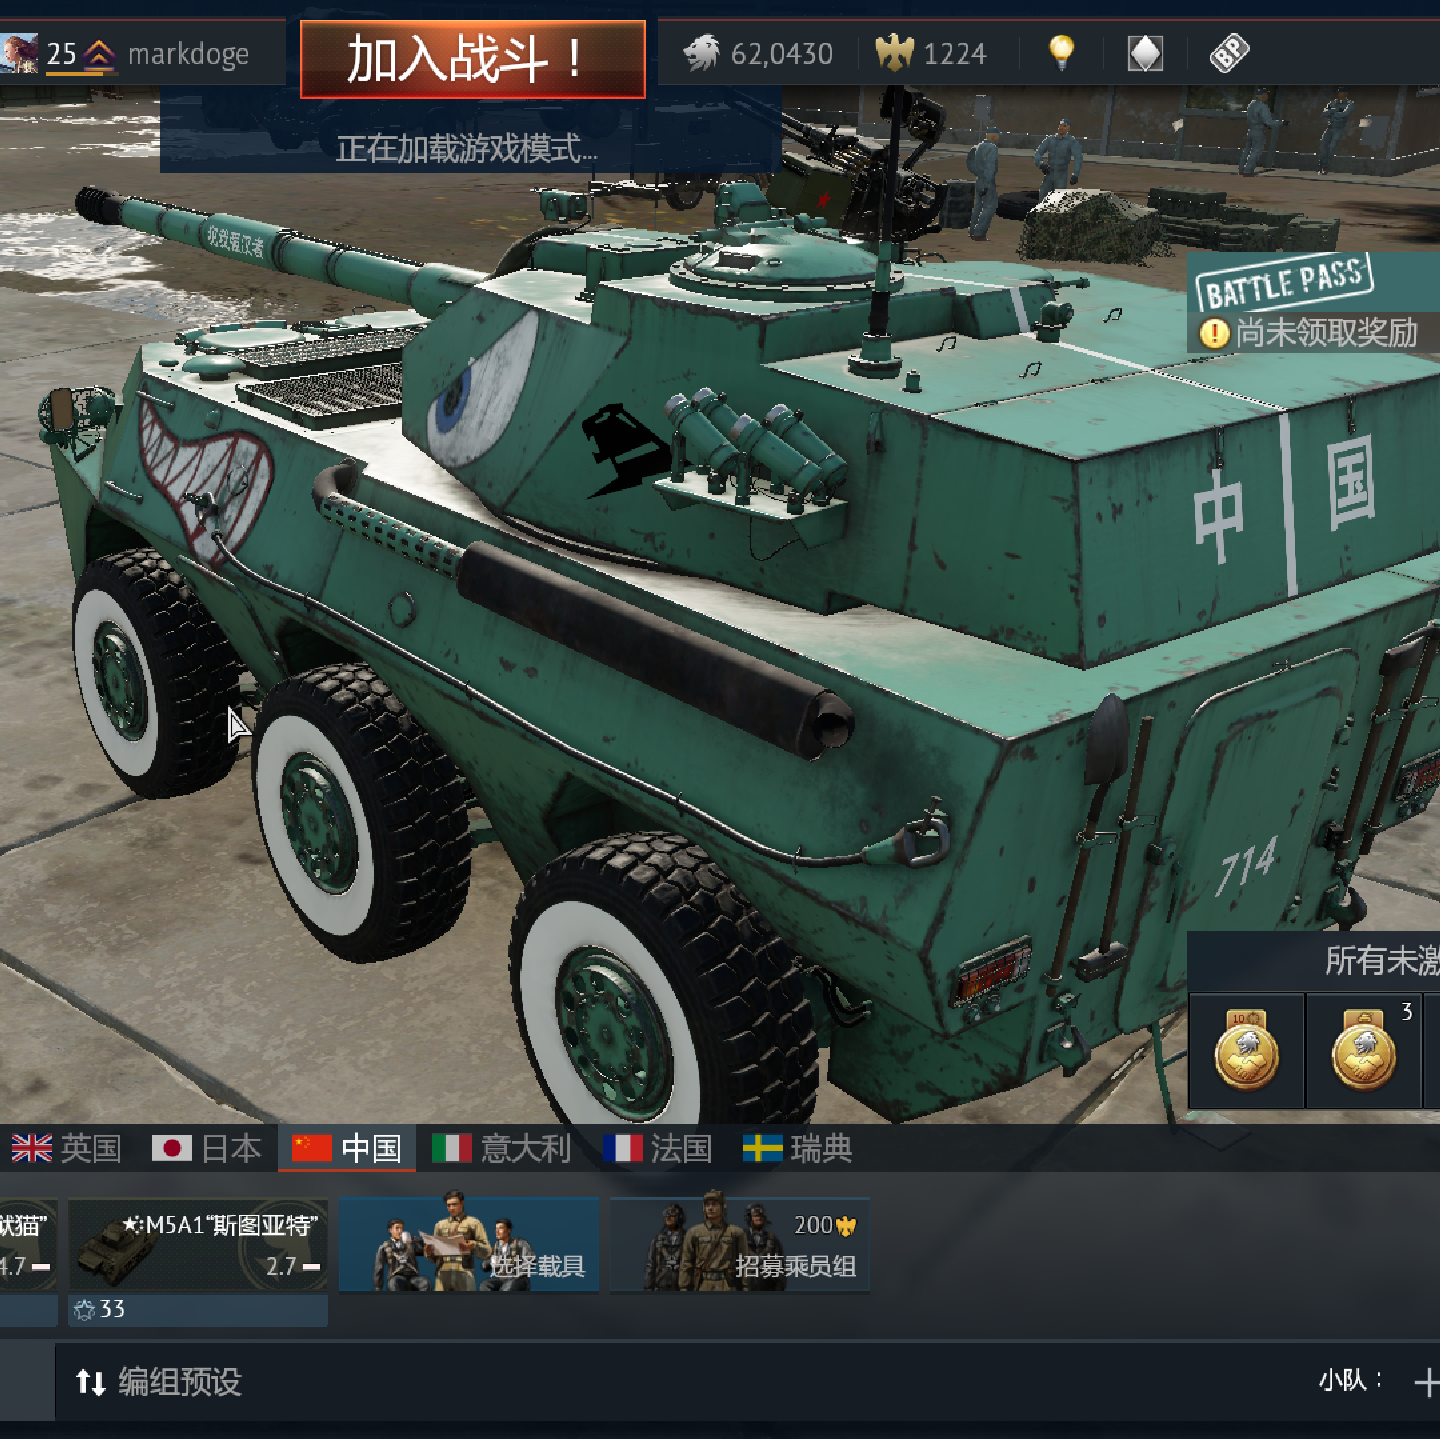 25 markdoge
加入战斗！
62,0430
1224
BP
正在加载游戏模式...
BATTLE PASS
尚未领取奖励
中国
714
所有未激
10
3
英国
日本
中国
意大利
法国
瑞典
猫”
4.7
M5A1“斯图亚特”
2.7
33
选择载具
200
招募乘员组
编组预设
小队：